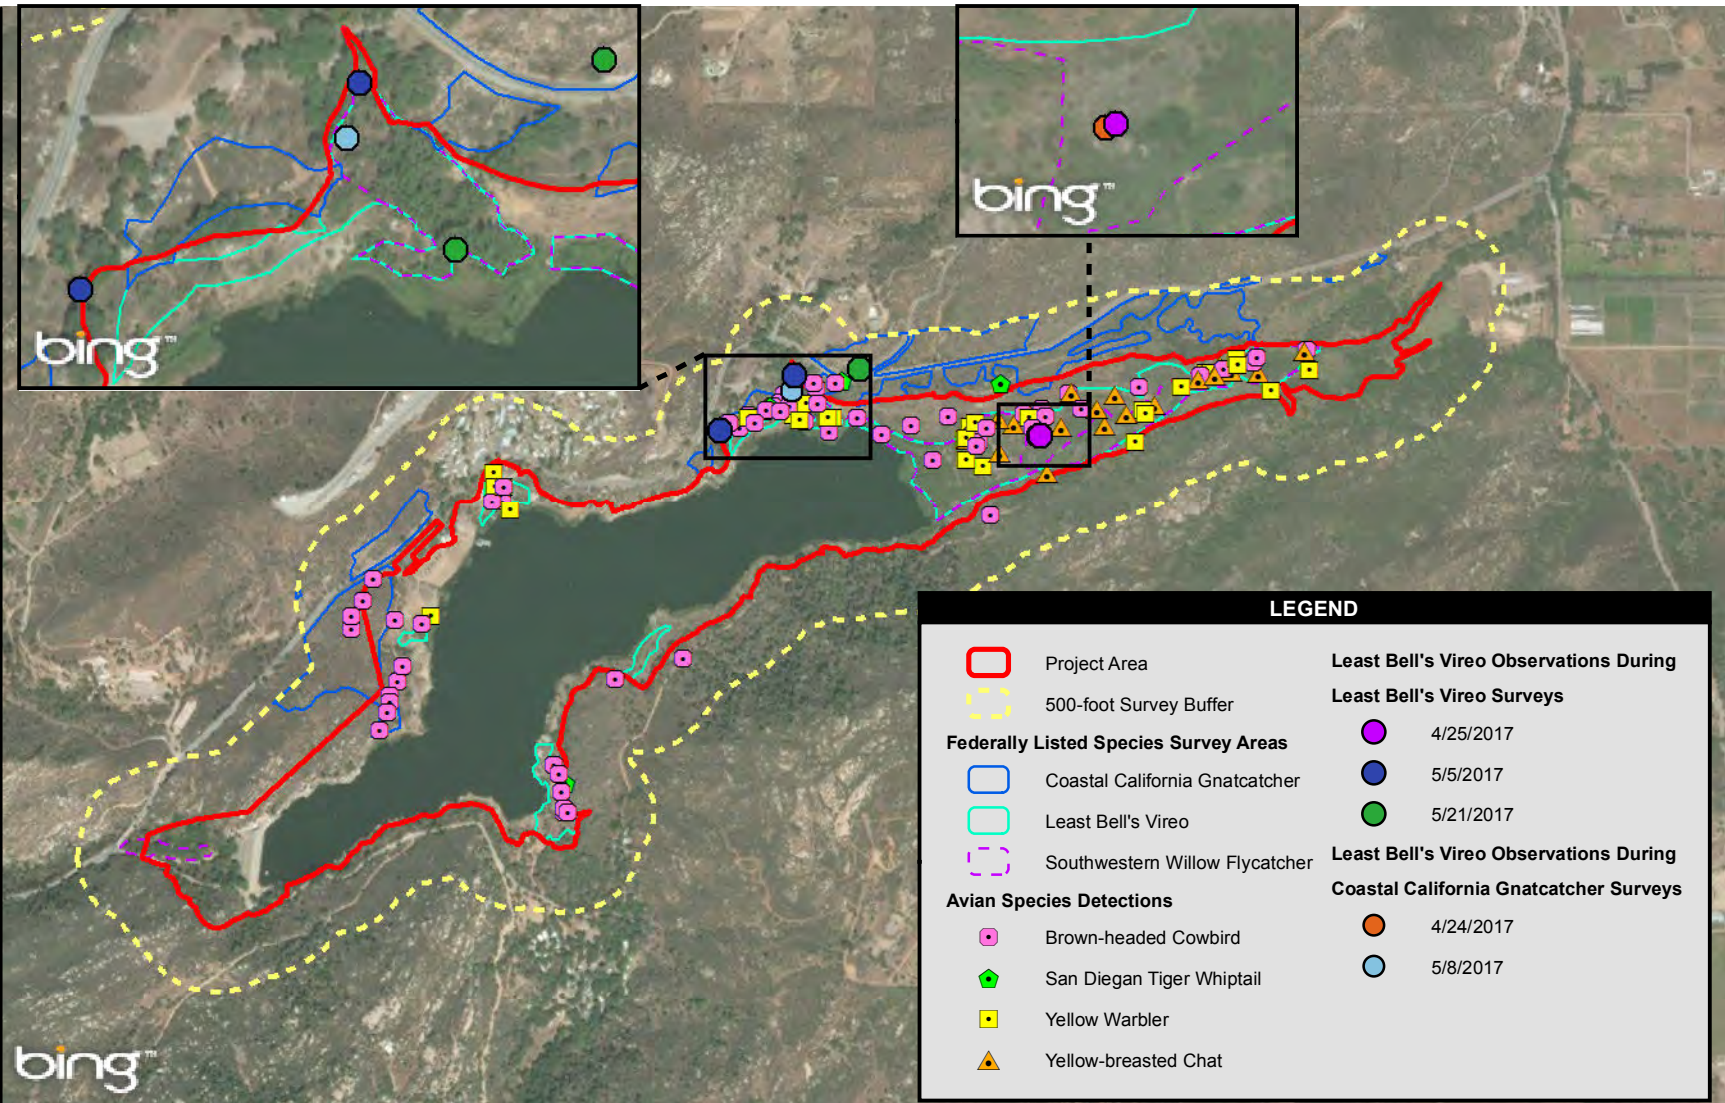 bing™
bing™
LEGEND
Project Area
500-foot Survey Buffer
Federally Listed Species Survey Areas
Coastal California Gnatcatcher
Least Bell's Vireo
Southwestern Willow Flycatcher
Avian Species Detections
Brown-headed Cowbird
San Diegan Tiger Whiptail
Yellow Warbler
Yellow-breasted Chat
Least Bell's Vireo Observations During
Least Bell's Vireo Surveys
4/25/2017
5/5/2017
5/21/2017
Least Bell's Vireo Observations During
Coastal California Gnatcatcher Surveys
4/24/2017
5/8/2017
bing™